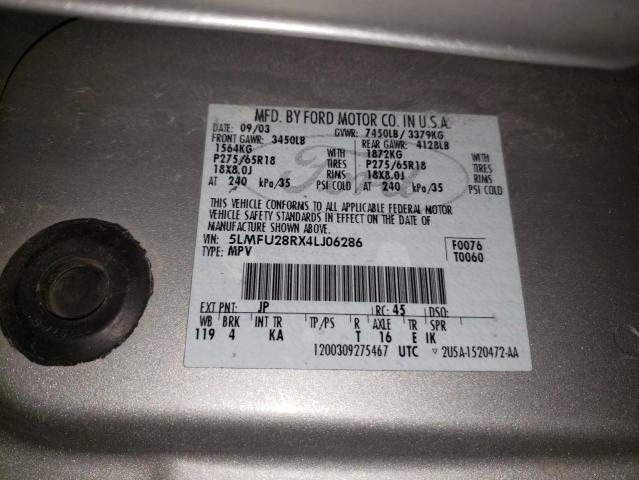 MFD. BY FORD MOTOR CO. IN U.S.A.
DATE: 09/03 GVWR: 7450LB/ 3379KG
FRONT GAWR: 3450LB REAR GAWR: 4128LB
1564KG WITH 1872KG WITH
P275/65R18 TIRES P275/65R18 TIRES
18X8.0J RIMS 18X8.0J RIMS
AT 240 kPa/35 PSI COLD AT 240 kPa/35 PSI COLD
THIS VEHICLE CONFORMS TO ALL APPLICABLE FEDERAL MOTOR
VEHICLE SAFETY STANDARDS IN EFFECT ON THE DATE OF
MANUFACTURE SHOWN ABOVE.
VIN: 5LMFU28RX4LJ06286 F0076
TYPE: MPV T0060
EXT PNT: JP RC: 45 DSO:
WB BRK INT TR TP/PS R AXLE TR SPR
119 4 KA T 16 E IK
1200309275467 UTC ▽ 2U5A-1520472-AA
Ford